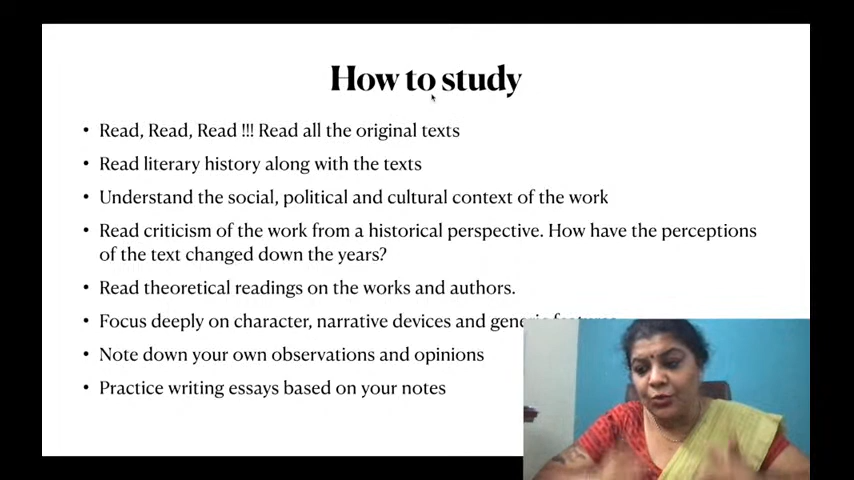 How to study
• Read, Read, Read !!! Read all the original texts
• Read literary history along with the texts
• Understand the social, political and cultural context of the work
• Read criticism of the work from a historical perspective. How have the perceptions
of the text changed down the years?
• Read theoretical readings on the works and authors.
• Focus deeply on character, narrative devices and generic features
• Note down your own observations and opinions
• Practice writing essays based on your notes